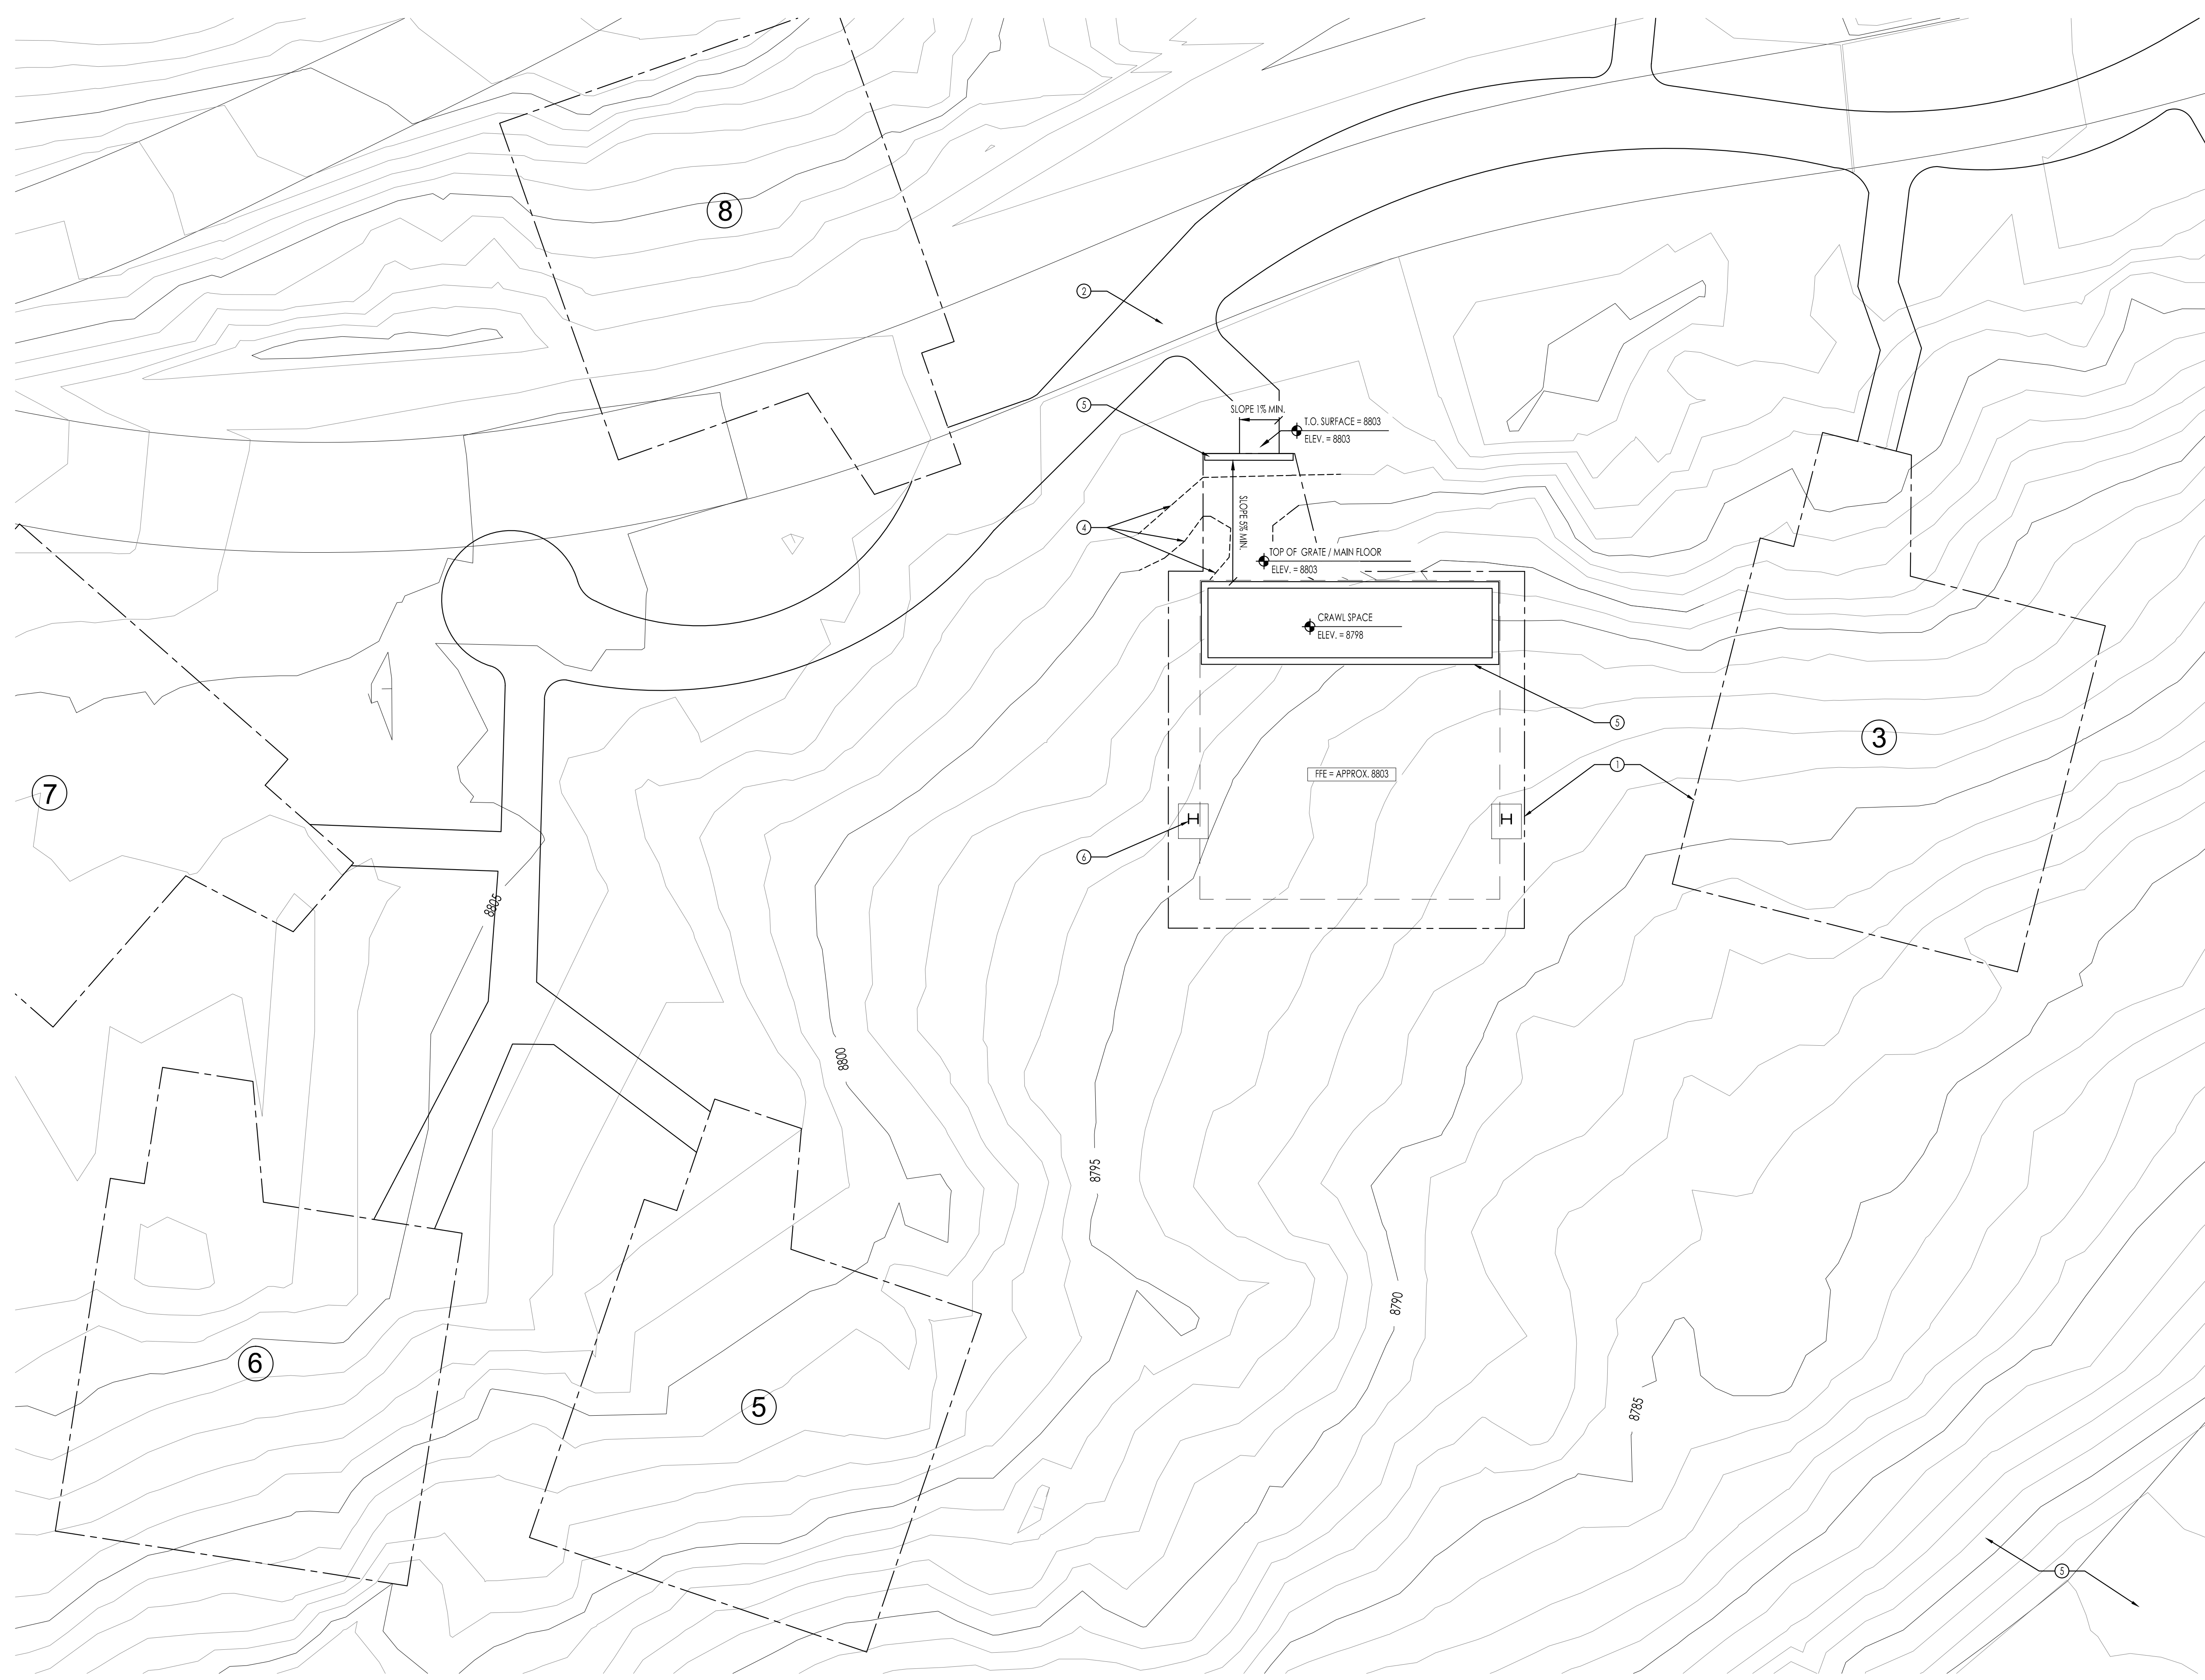 8
2
SLOPE 1% MIN.
5
T.O. SURFACE = 8803
ELEV. = 8803
SLOPE 5% MIN.
4
TOP OF GRATE / MAIN FLOOR
ELEV. = 8803
CRAWL SPACE
ELEV. = 8798
5
3
1
FFE = APPROX. 8803
7
H
H
6
8805
8800
8795
8790
6
5
8785
5